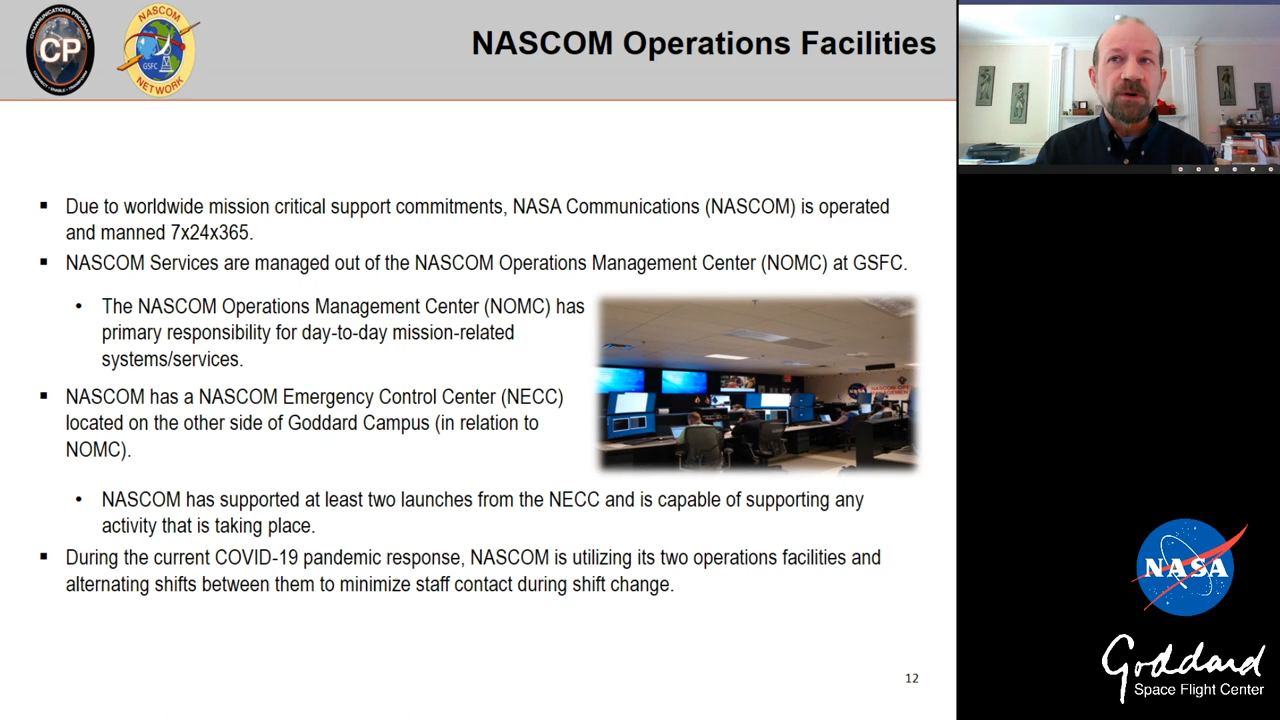 COMMUNICATIONS PROGRAM
CP
NASCOM
GSFC
NETWORK
NASCOM Operations Facilities
▪ Due to worldwide mission critical support commitments, NASA Communications (NASCOM) is operated
and manned 7x24x365.
▪ NASCOM Services are managed out of the NASCOM Operations Management Center (NOMC) at GSFC.
• The NASCOM Operations Management Center (NOMC) has
primary responsibility for day-to-day mission-related
systems/services.
▪ NASCOM has a NASCOM Emergency Control Center (NECC)
located on the other side of Goddard Campus (in relation to
NOMC).
• NASCOM has supported at least two launches from the NECC and is capable of supporting any
activity that is taking place.
▪ During the current COVID-19 pandemic response, NASCOM is utilizing its two operations facilities and
alternating shifts between them to minimize staff contact during shift change.
12
NASA
Goddard
Space Flight Center